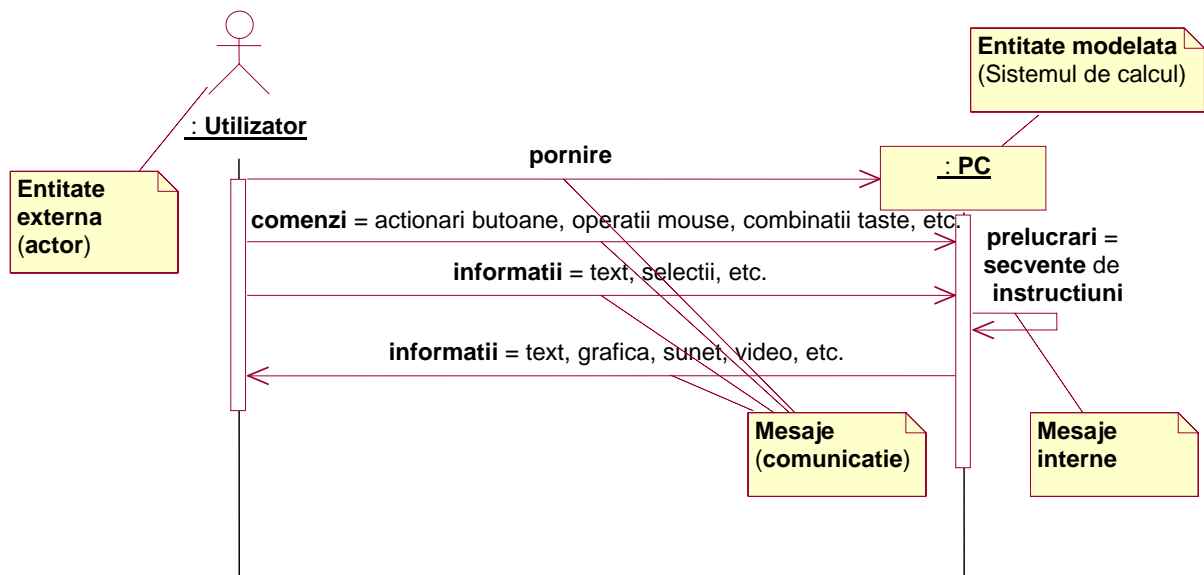 Entitate modelata
(Sistemul de calcul)
: Utilizator
pornire
: PC
Entitate
externa
(actor)
comenzi = actionari butoane, operatii mouse, combinatii taste, etc.
prelucrari =
secvente de
instructiuni
informatii = text, selectii, etc.
informatii = text, grafica, sunet, video, etc.
Mesaje
(comunicatie)
Mesaje
interne